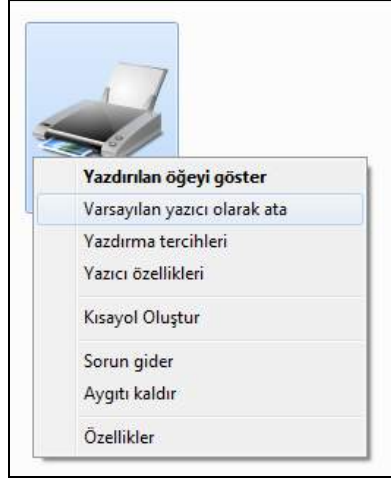 Yazdırılan öğeyi göster
Varsayılan yazıcı olarak ata
Yazdırma tercihleri
Yazıcı özellikleri
Kısayol Oluştur
Sorun gider
Aygıtı kaldır
Özellikler